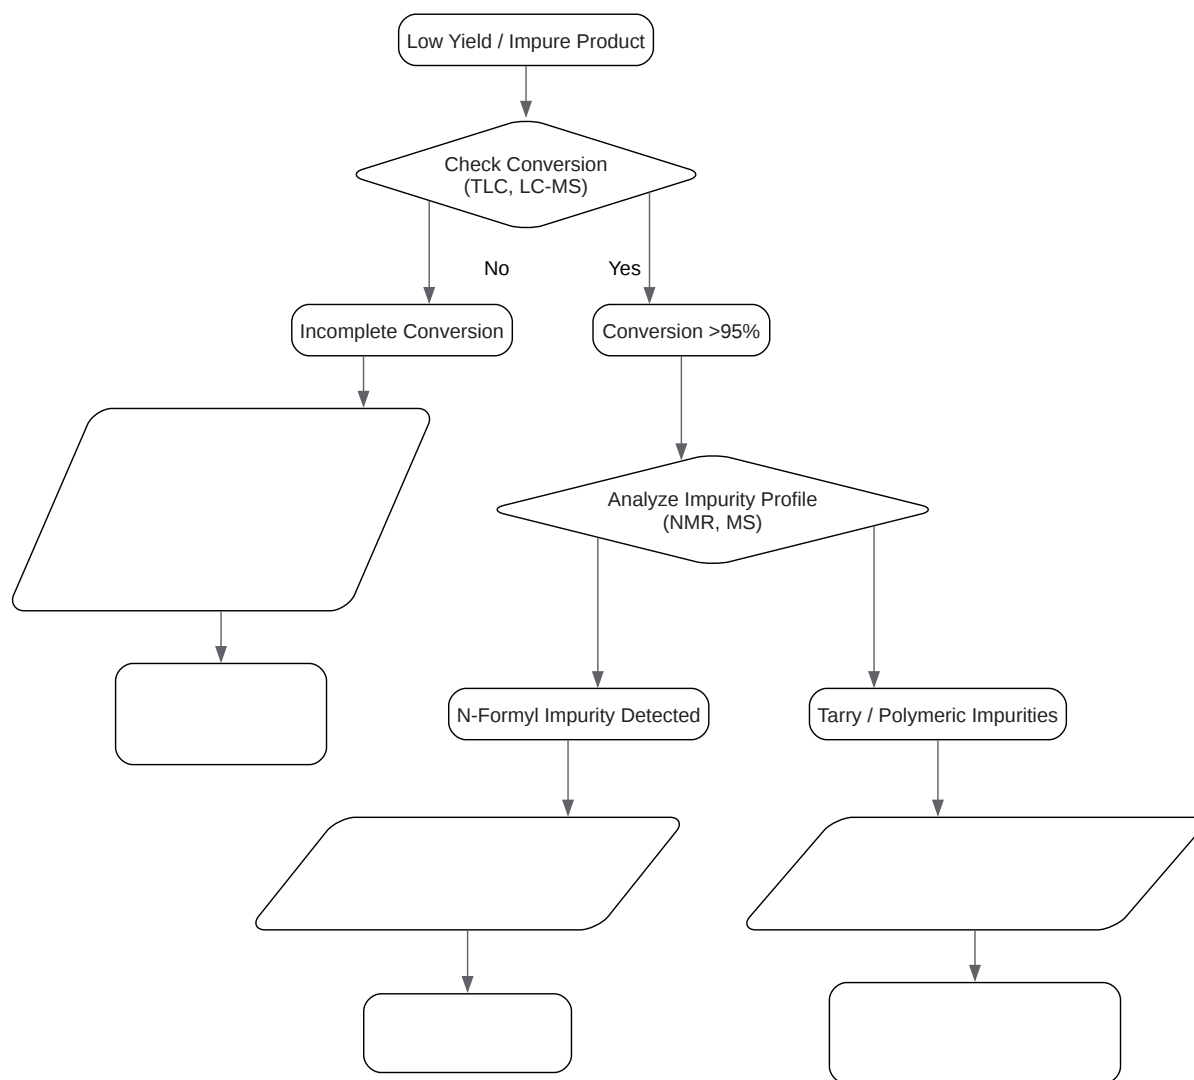 Low Yield / Impure Product
Check Conversion
(TLC, LC-MS)
No
Yes
Incomplete Conversion
Conversion >95%
Analyze Impurity Profile
(NMR, MS)
N-Formyl Impurity Detected
Tarry / Polymeric Impurities